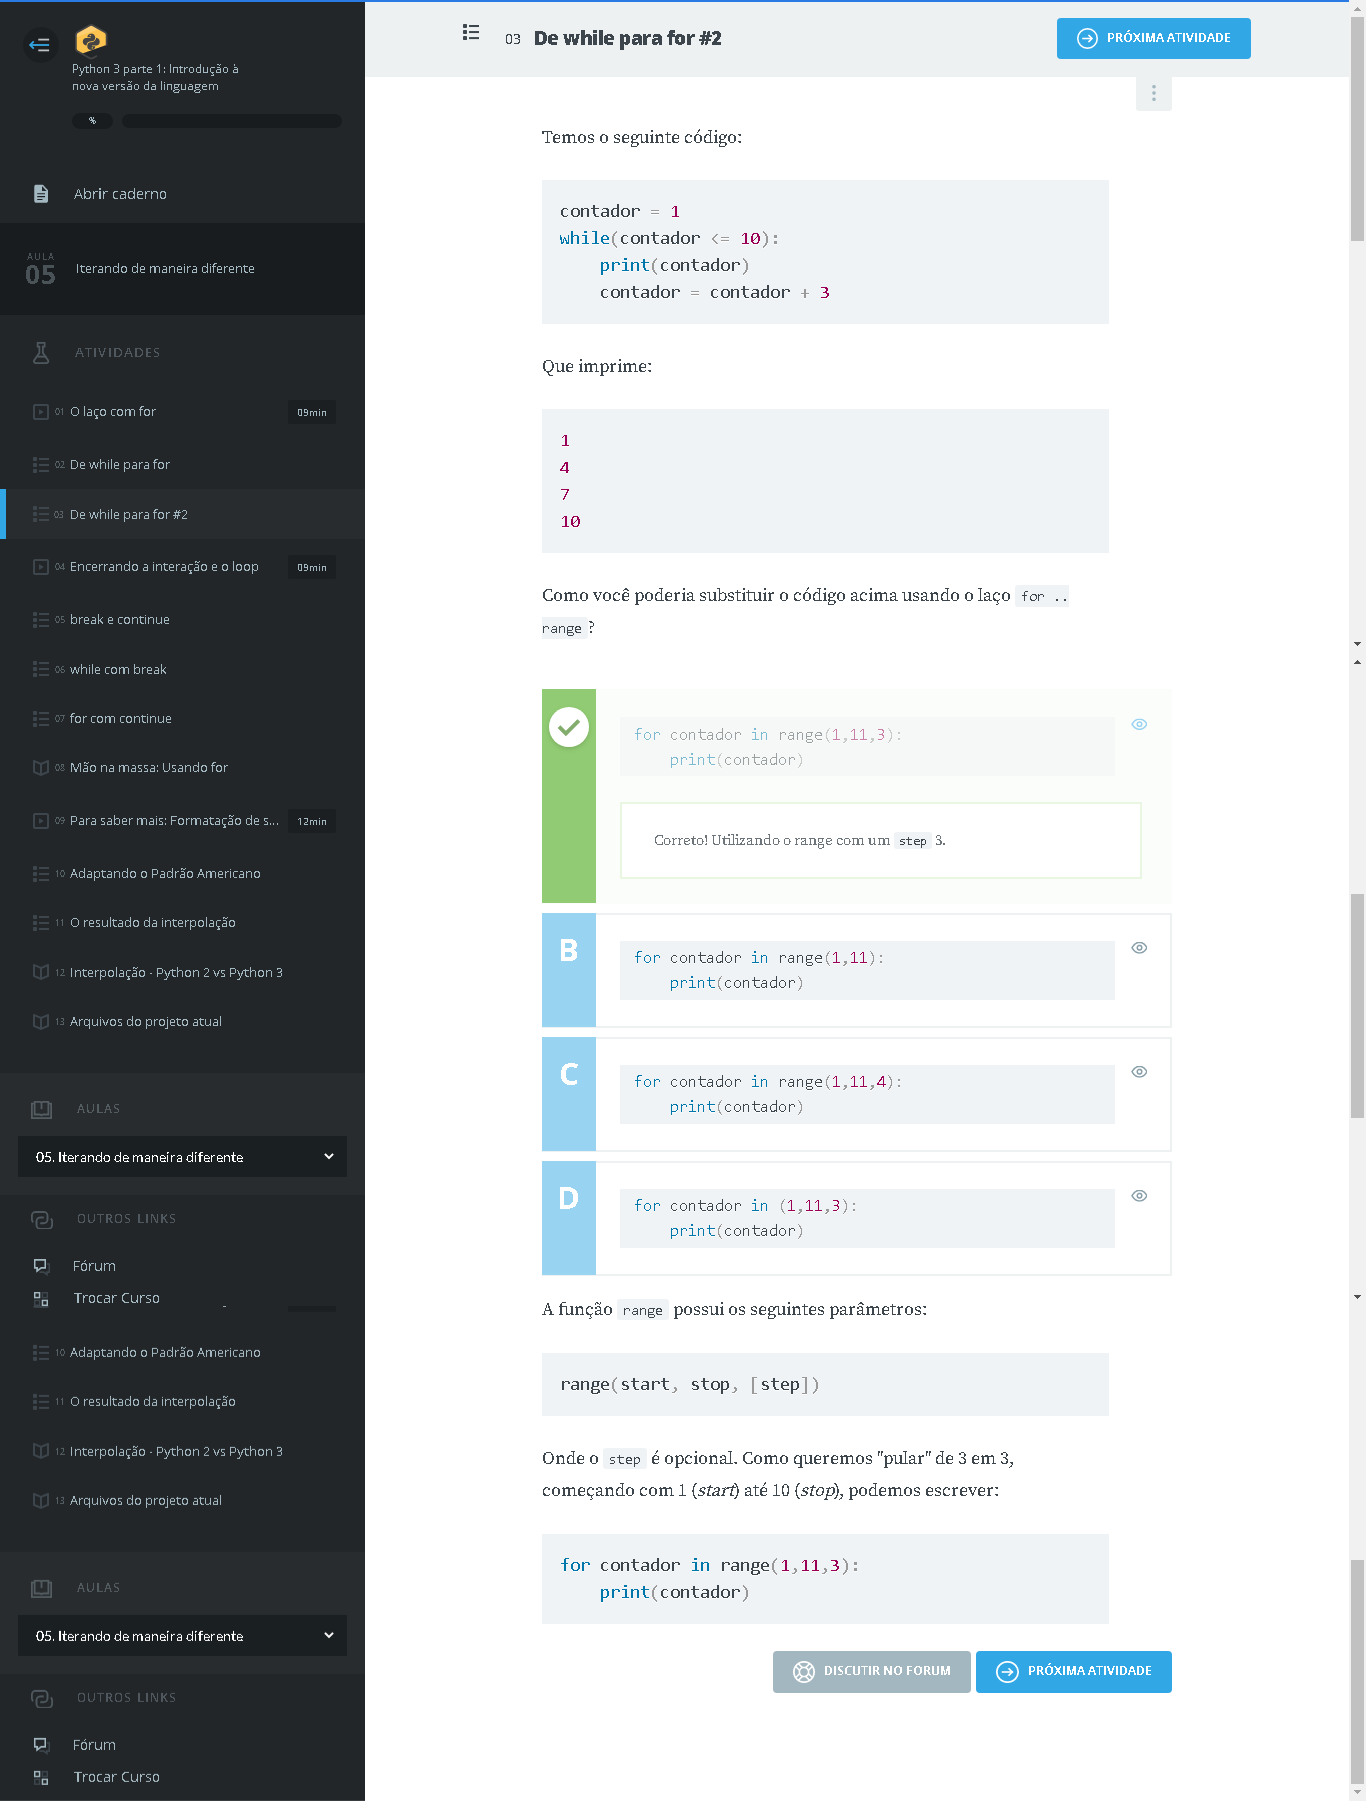 Python 3 parte 1: Introdução à
nova versão da linguagem
%
Abrir caderno
AULA
05
Iterando de maneira diferente
ATIVIDADES
01 O laço com for 09min
02 De while para for
03 De while para for #2
04 Encerrando a interação e o loop 09min
05 break e continue
06 while com break
07 for com continue
08 Mão na massa: Usando for
09 Para saber mais: Formatação de s... 12min
10 Adaptando o Padrão Americano
11 O resultado da interpolação
12 Interpolação - Python 2 vs Python 3
13 Arquivos do projeto atual
AULAS
05. Iterando de maneira diferente
OUTROS LINKS
Fórum
Trocar Curso
10 Adaptando o Padrão Americano
11 O resultado da interpolação
12 Interpolação - Python 2 vs Python 3
13 Arquivos do projeto atual
AULAS
05. Iterando de maneira diferente
OUTROS LINKS
Fórum
Trocar Curso
03 De while para for #2
PRÓXIMA ATIVIDADE
Temos o seguinte código:
contador = 1
while(contador <= 10):
    print(contador)
    contador = contador + 3
Que imprime:
1
4
7
10
Como você poderia substituir o código acima usando o laço for ..
range ?
for contador in range(1,11,3):
    print(contador)
Correto! Utilizando o range com um step 3.
B
for contador in range(1,11):
    print(contador)
C
for contador in range(1,11,4):
    print(contador)
D
for contador in (1,11,3):
    print(contador)
A função range possui os seguintes parâmetros:
range(start, stop, [step])
Onde o step é opcional. Como queremos "pular" de 3 em 3,
começando com 1 (start) até 10 (stop), podemos escrever:
for contador in range(1,11,3):
    print(contador)
DISCUTIR NO FORUM
PRÓXIMA ATIVIDADE